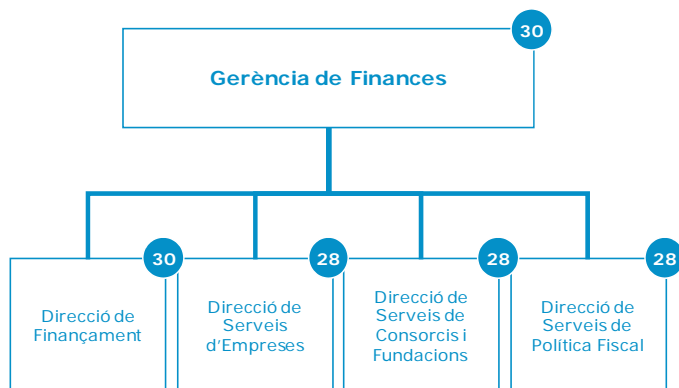 30
Gerència de Finances
30
Direcció de
Finançament
28
Direcció de
Serveis
d'Empreses
28
Direcció de
Serveis de
Consorcis i
Fundacions
28
Direcció de
Serveis de
Política Fiscal